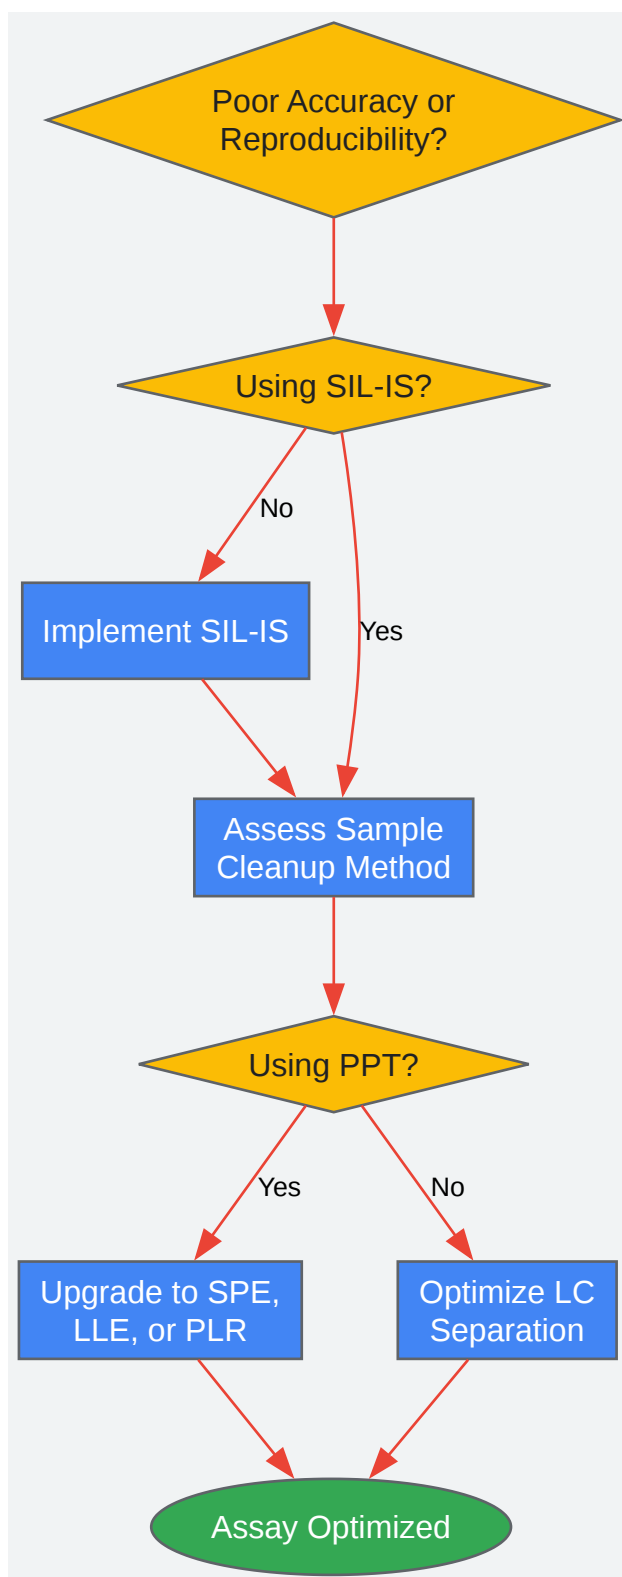 Poor Accuracy or
Reproducibility?
Using SIL-IS?
No
Implement SIL-IS
Yes
Assess Sample
Cleanup Method
Using PPT?
Yes
No
Upgrade to SPE,
LLE, or PLR
Optimize LC
Separation
Assay Optimized